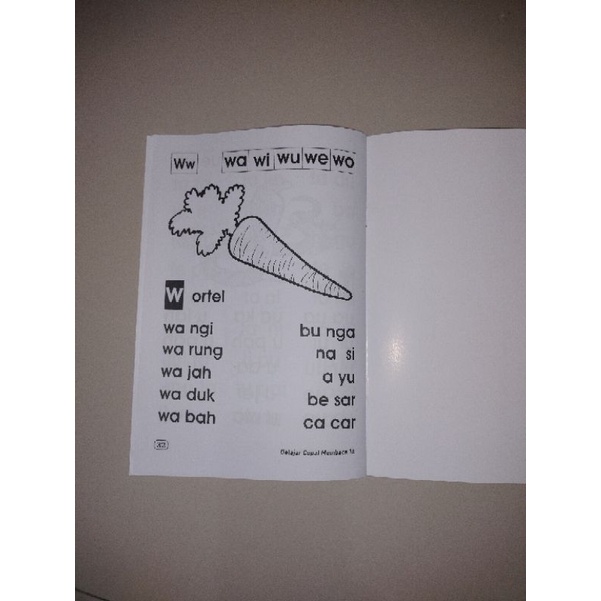 Ww wa wi wu we wo
W ortel
wa ngi bu nga
wa rung na si
wa jah a yu
wa duk be sar
wa bah ca car
Belajar Cepat Membaca